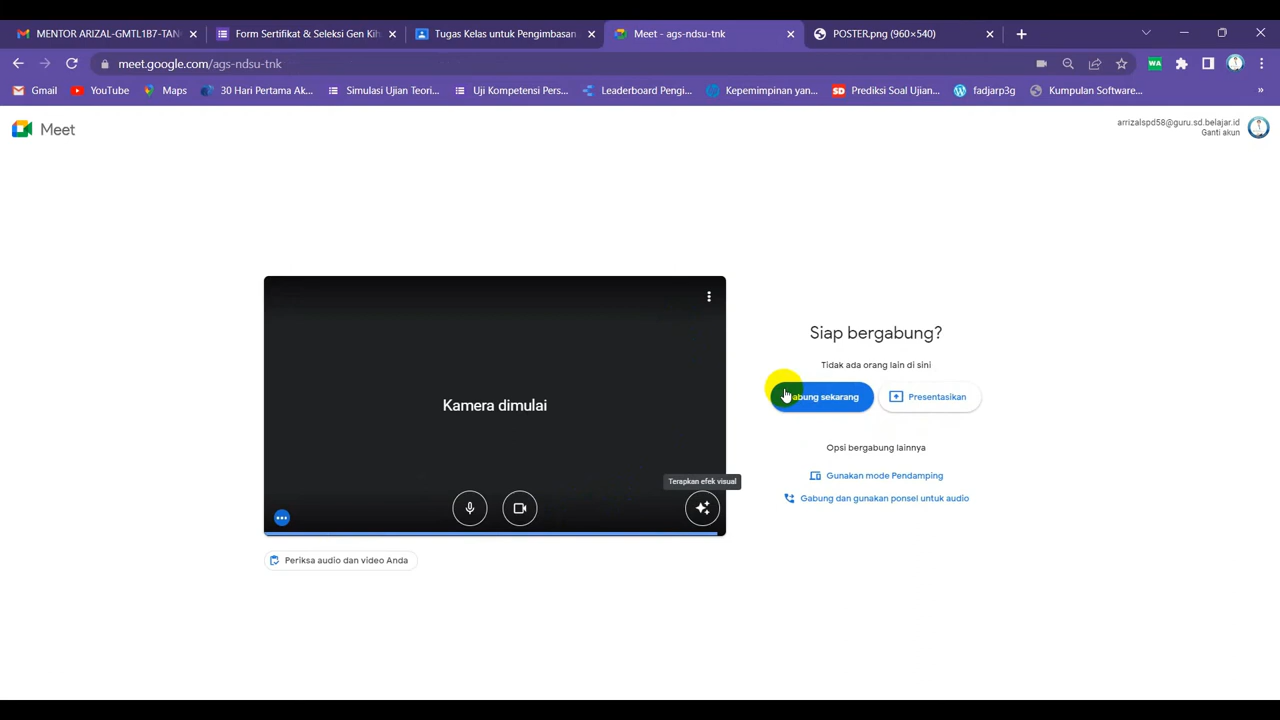 MENTOR ARIZAL-GMTL1B7-TAN
Form Sertifikat & Seleksi Gen Kih
Tugas Kelas untuk Pengimbasan
Meet - ags-ndsu-tnk
POSTER.png (960×540)
meet.google.com/ags-ndsu-tnk
WA
Gmail
YouTube
Maps
30 Hari Pertama Ak...
Simulasi Ujian Teori...
Uji Kompetensi Pers...
Leaderboard Pengi...
Kepemimpinan yan...
SD
Prediksi Soal Ujian...
fadjarp3g
Kumpulan Software...
»
Meet
arrizalspd58@guru.sd.belajar.id
Ganti akun
Kamera dimulai
Terapkan efek visual
Periksa audio dan video Anda
Siap bergabung?
Tidak ada orang lain di sini
sekarang
Presentasikan
Opsi bergabung lainnya
Gunakan mode Pendamping
Gabung dan gunakan ponsel untuk audio